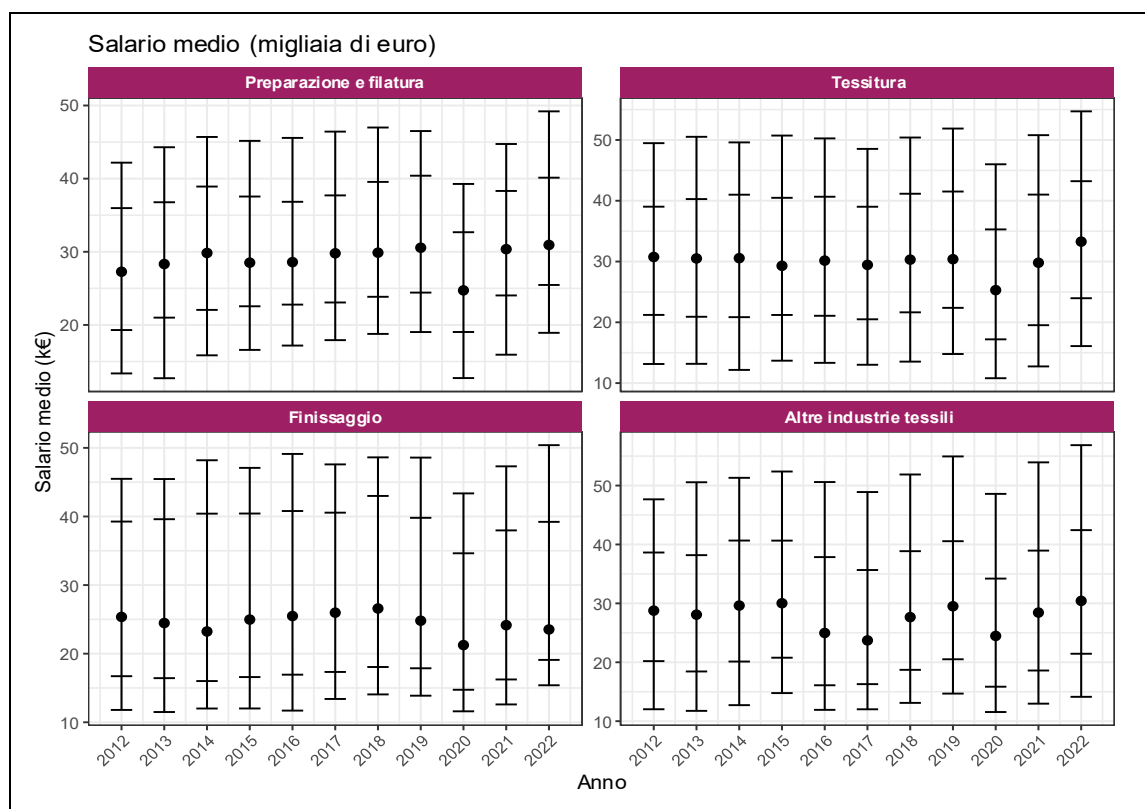 Salario medio (migliaia di euro)
Preparazione e filatura
Tessitura
50
40
30
20
50
40
30
20
10
Finissaggio
Altre industrie tessili
50
40
30
20
10
50
40
30
20
10
Salario medio (k€)
2012 2013 2014 2015 2016 2017 2018 2019 2020 2021 2022
2012 2013 2014 2015 2016 2017 2018 2019 2020 2021 2022
Anno